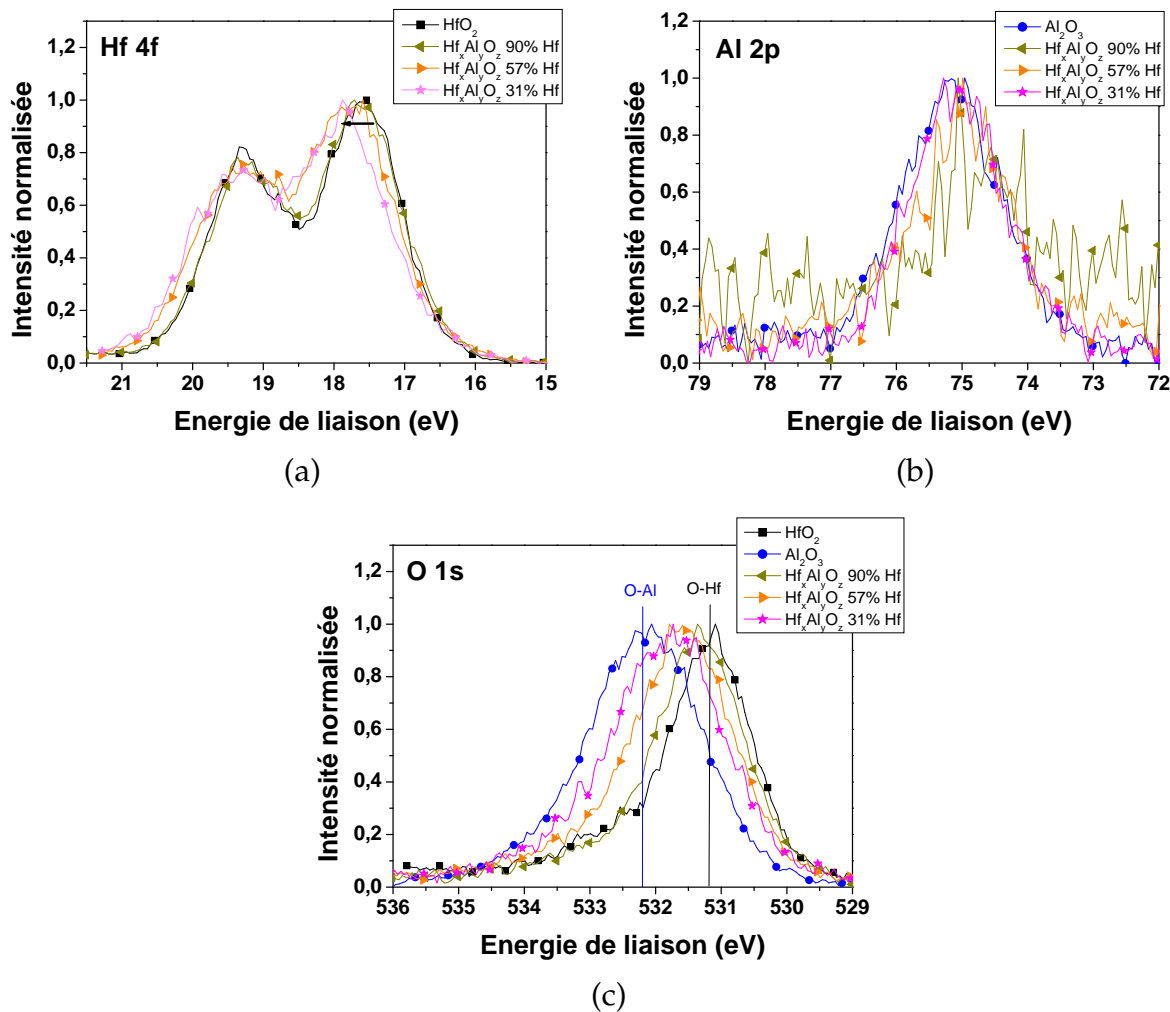 Hf 4f
HfO2
HfxAlyOz 90% Hf
HfxAlyOz 57% Hf
HfxAlyOz 31% Hf
1,2
1,0
0,8
0,6
0,4
0,2
0,0
Intensité normalisée
21 20 19 18 17 16 15
Energie de liaison (eV)
(a)
Al 2p
Al2O3
HfxAlyOz 90% Hf
HfxAlyOz 57% Hf
HfxAlyOz 31% Hf
1,2
1,0
0,8
0,6
0,4
0,2
0,0
Intensité normalisée
79 78 77 76 75 74 73 72
Energie de liaison (eV)
(b)
O 1s
HfO2
Al2O3
HfxAlyOz 90% Hf
HfxAlyOz 57% Hf
HfxAlyOz 31% Hf
O-Al O-Hf
1,2
1,0
0,8
0,6
0,4
0,2
0,0
Intensité normalisée
536 535 534 533 532 531 530 529
Energie de liaison (eV)
(c)